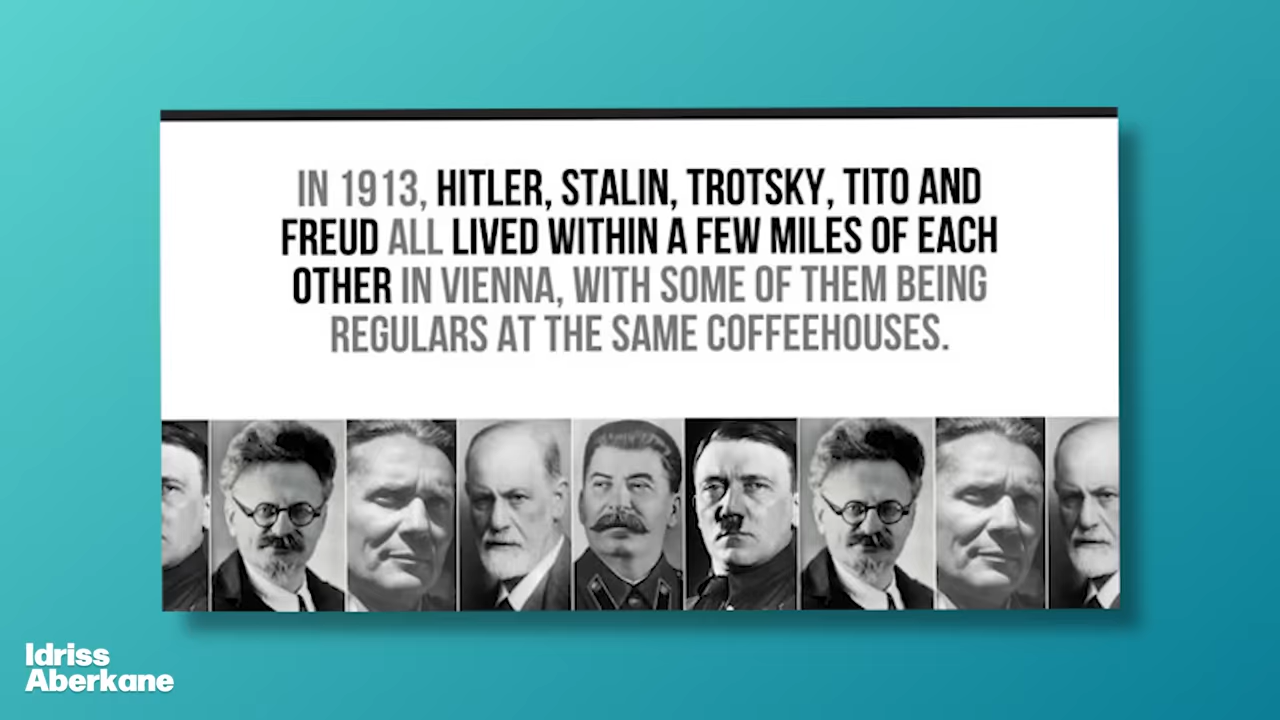 IN 1913, HITLER, STALIN, TROTSKY, TITO AND
FREUD ALL LIVED WITHIN A FEW MILES OF EACH
OTHER IN VIENNA, WITH SOME OF THEM BEING
REGULARS AT THE SAME COFFEEHOUSES.
Idriss
Aberkane